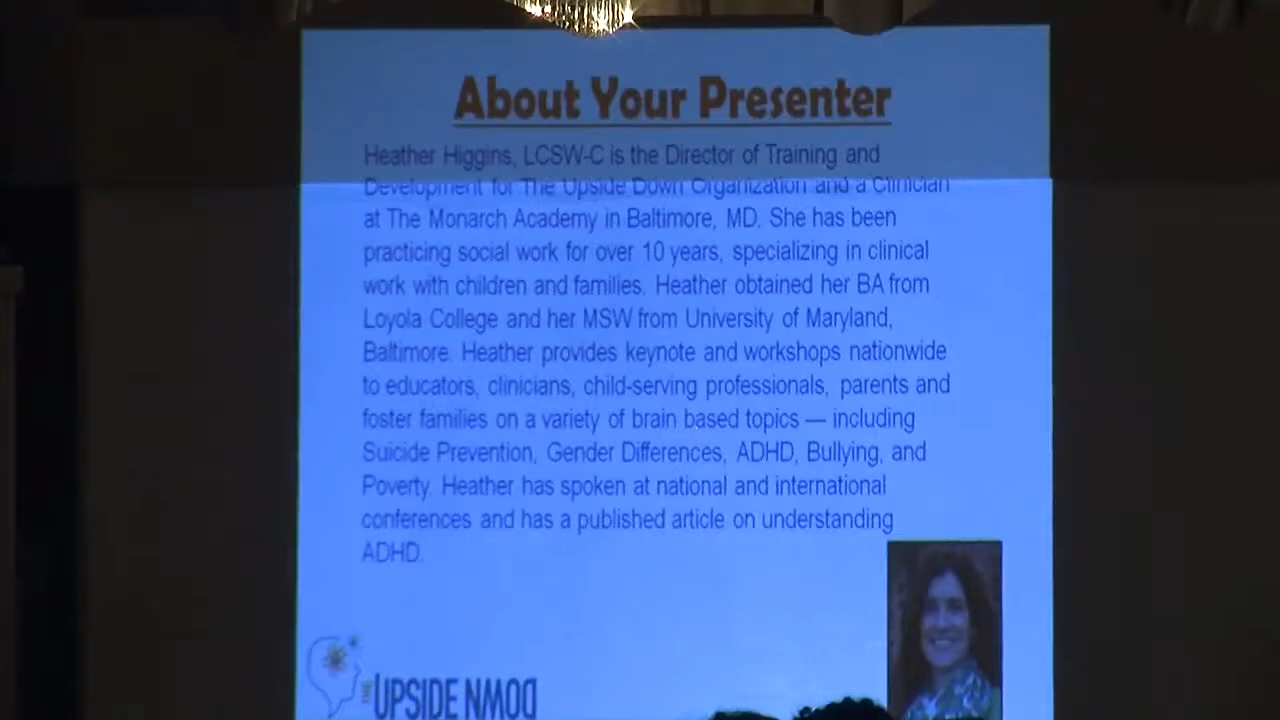 About Your Presenter
Heather Higgins, LCSW-C is the Director of Training and
Development for The Upside Down Organization and a Clinician
at The Monarch Academy in Baltimore, MD. She has been
practicing social work for over 10 years, specializing in clinical
work with children and families. Heather obtained her BA from
Loyola College and her MSW from University of Maryland,
Baltimore. Heather provides keynote and workshops nationwide
to educators, clinicians, child-serving professionals, parents and
foster families on a variety of brain based topics — including
Suicide Prevention, Gender Differences, ADHD, Bullying, and
Poverty. Heather has spoken at national and international
conferences and has a published article on understanding
ADHD.
THE UPSIDE DOWN